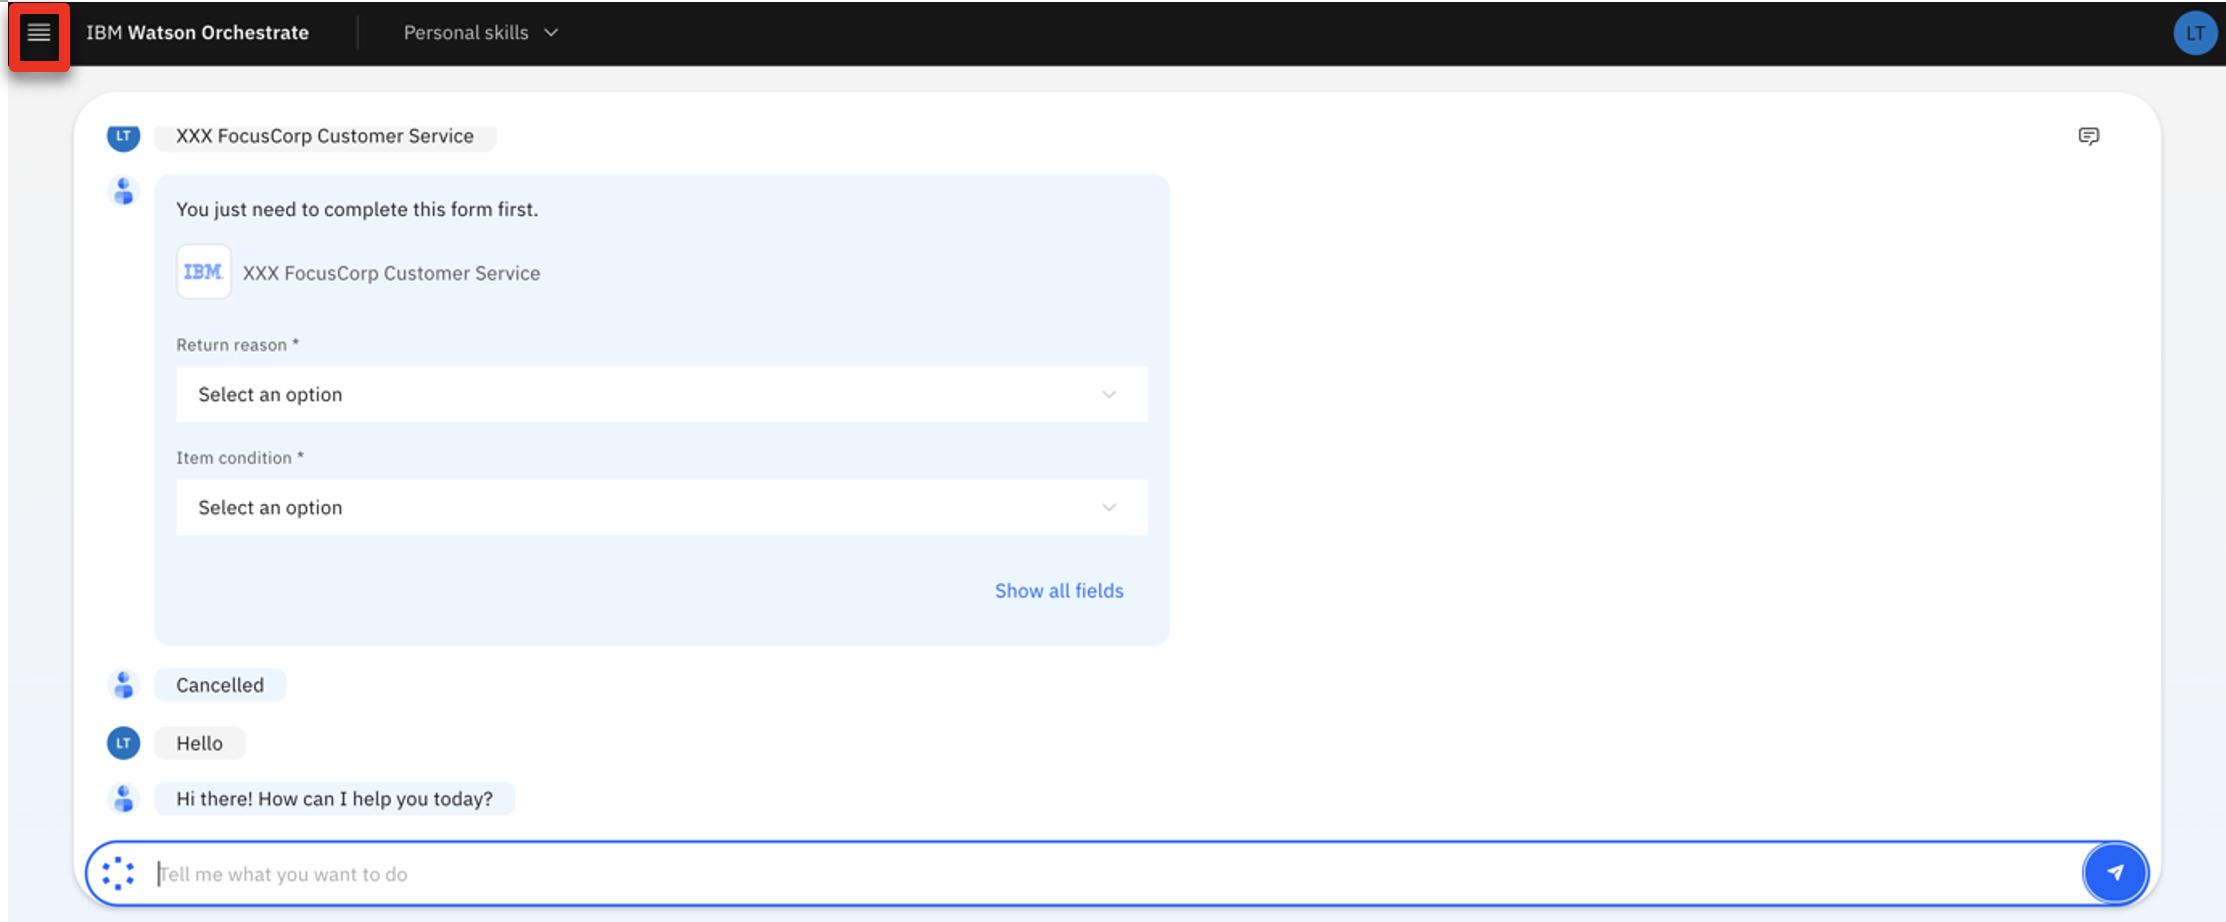 IBM Watson Orchestrate
Personal skills
LT
LT
XXX FocusCorp Customer Service
You just need to complete this form first.
IBM
XXX FocusCorp Customer Service
Return reason *
Select an option
Item condition *
Select an option
Show all fields
Cancelled
LT
Hello
Hi there! How can I help you today?
Tell me what you want to do